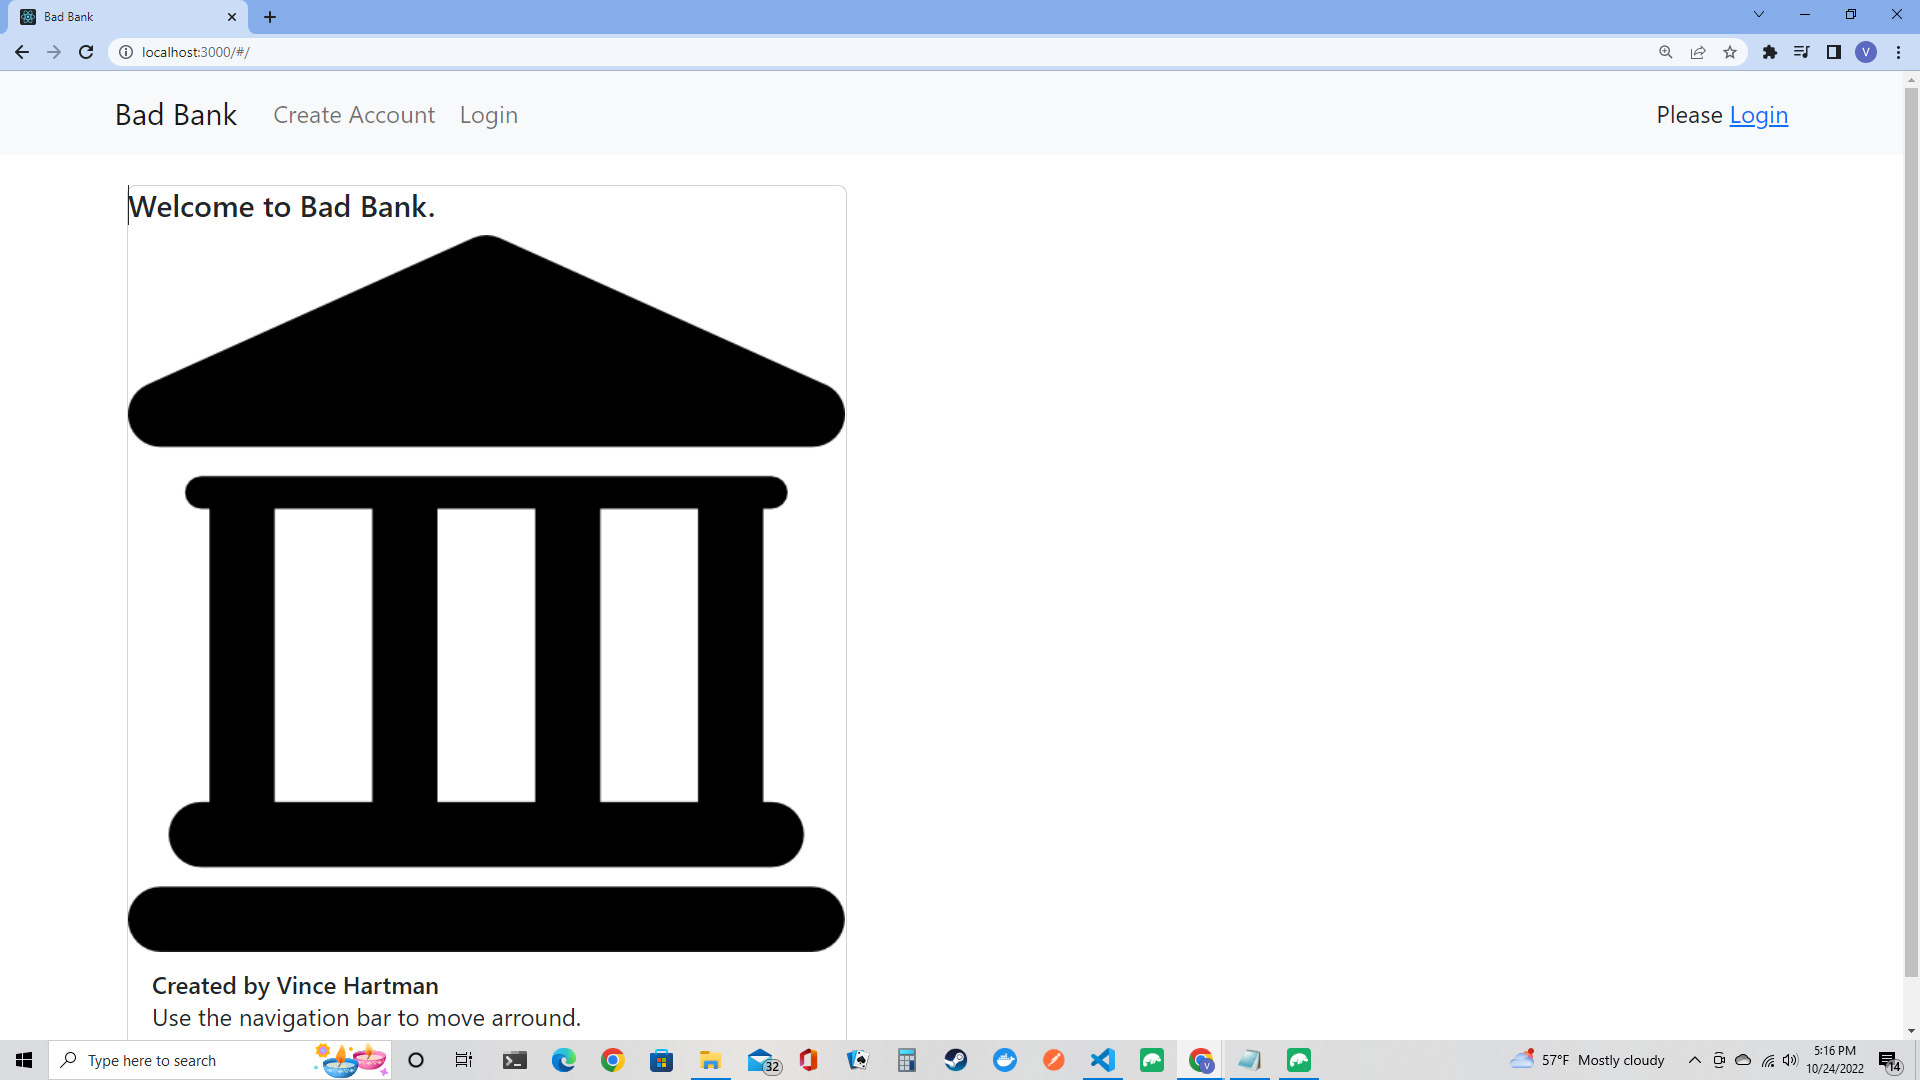 Bad Bank
localhost:3000/#/
V
Bad Bank
Create Account
Login
Please Login
Welcome to Bad Bank.
Created by Vince Hartman
Use the navigation bar to move arround.
Type here to search
32
V
57°F Mostly cloudy
5:16 PM
10/24/2022
14